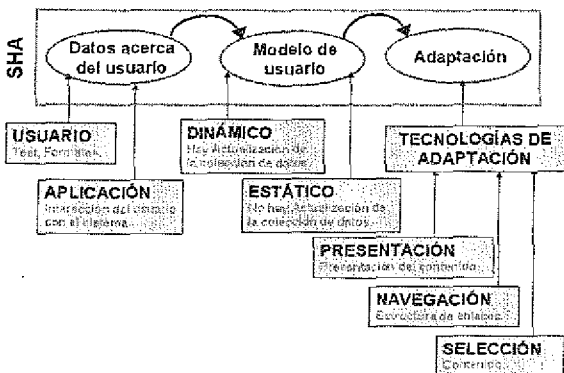 SHA
Datos acerca
del usuario
Modelo de
usuario
Adaptación
USUARIO
Test, Formular.
DINÁMICO
Hay Actualización de
la colección de datos
TECNOLOGÍAS DE
ADAPTACIÓN
APLICACIÓN
Interacción del usuario
con el sistema
ESTÁTICO
No hay Actualización de
la colección de datos.
PRESENTACIÓN
Presentación del contenido
NAVEGACIÓN
Estructura de enlaces
SELECCIÓN
Contenido